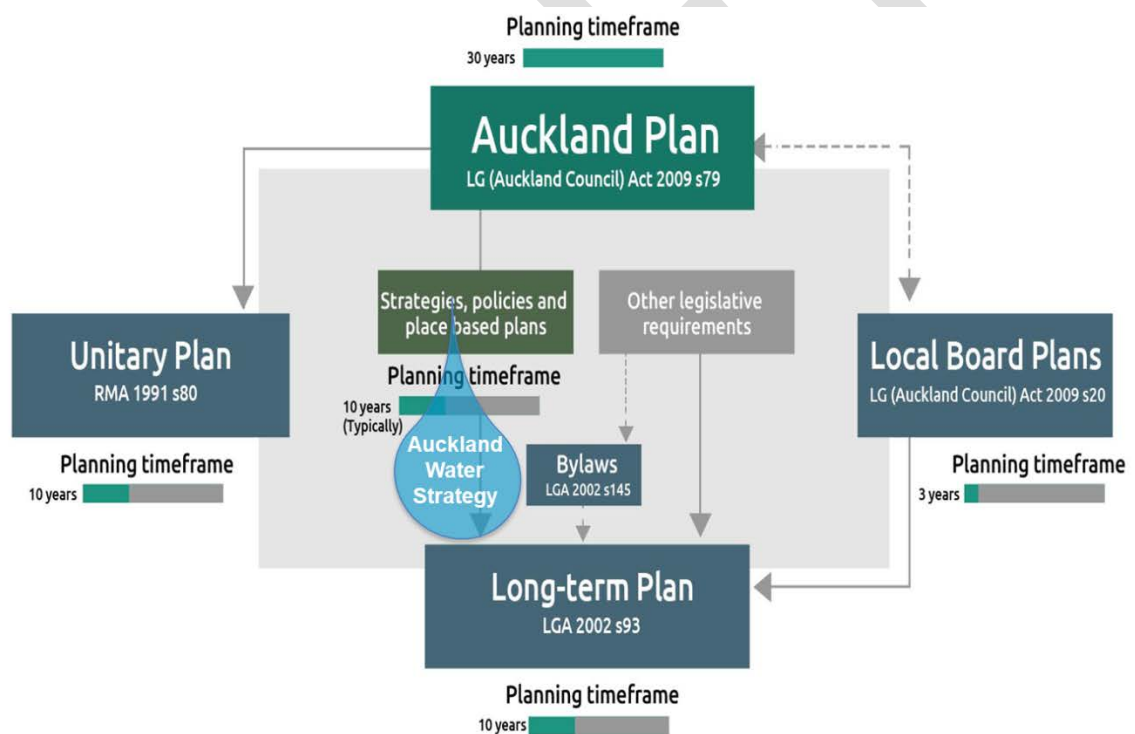 Planning timeframe
30 years
Auckland Plan
LG (Auckland Council) Act 2009 s79
Strategies, policies and
place based plans
Other legislative
requirements
Unitary Plan
RMA 1991 s80
Local Board Plans
LG (Auckland Council) Act 2009 s20
Planning timeframe
10 years
(Typically)
Auckland
Water
Strategy
Bylaws
LGA 2002 s145
Planning timeframe
10 years
Planning timeframe
3 years
Long-term Plan
LGA 2002 s93
Planning timeframe
10 years